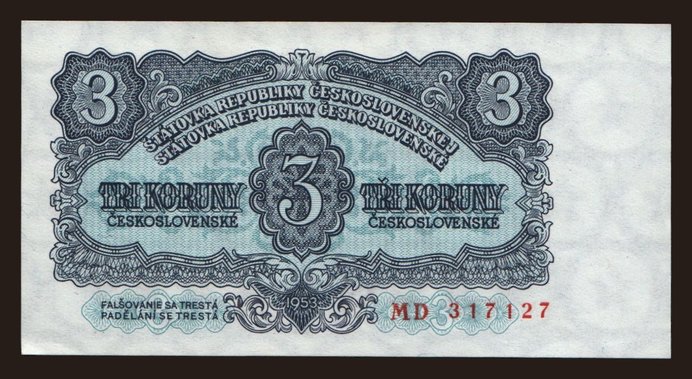 3 3
ŠTÁTOVKA REPUBLIKY ČESKOSLOVENSKEJ
STÁTOVKA REPUBLIKY ČESKOSLOVENSKÉ
3
TRI KORUNY TŘI KORUNY
ČESKOSLOVENSKÉ ČESKOSLOVENSKÉ
FALŠOVANIE SA TRESTÁ
PADĚLÁNÍ SE TRESTÁ
1953
MD 317127